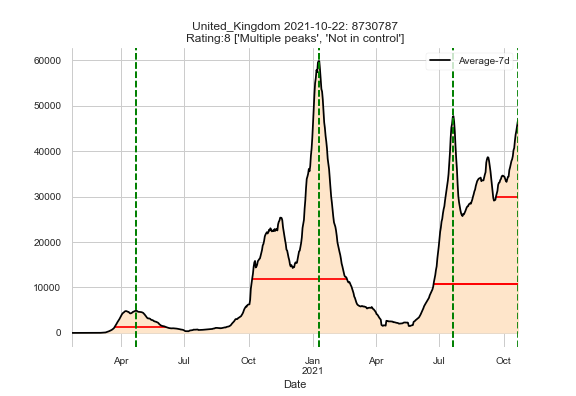 United_Kingdom 2021-10-22: 8730787
Rating:8 ['Multiple peaks', 'Not in control']
Average-7d
60000
50000
40000
30000
20000
10000
0
Apr Jul Oct Jan Apr Jul Oct
2021
Date